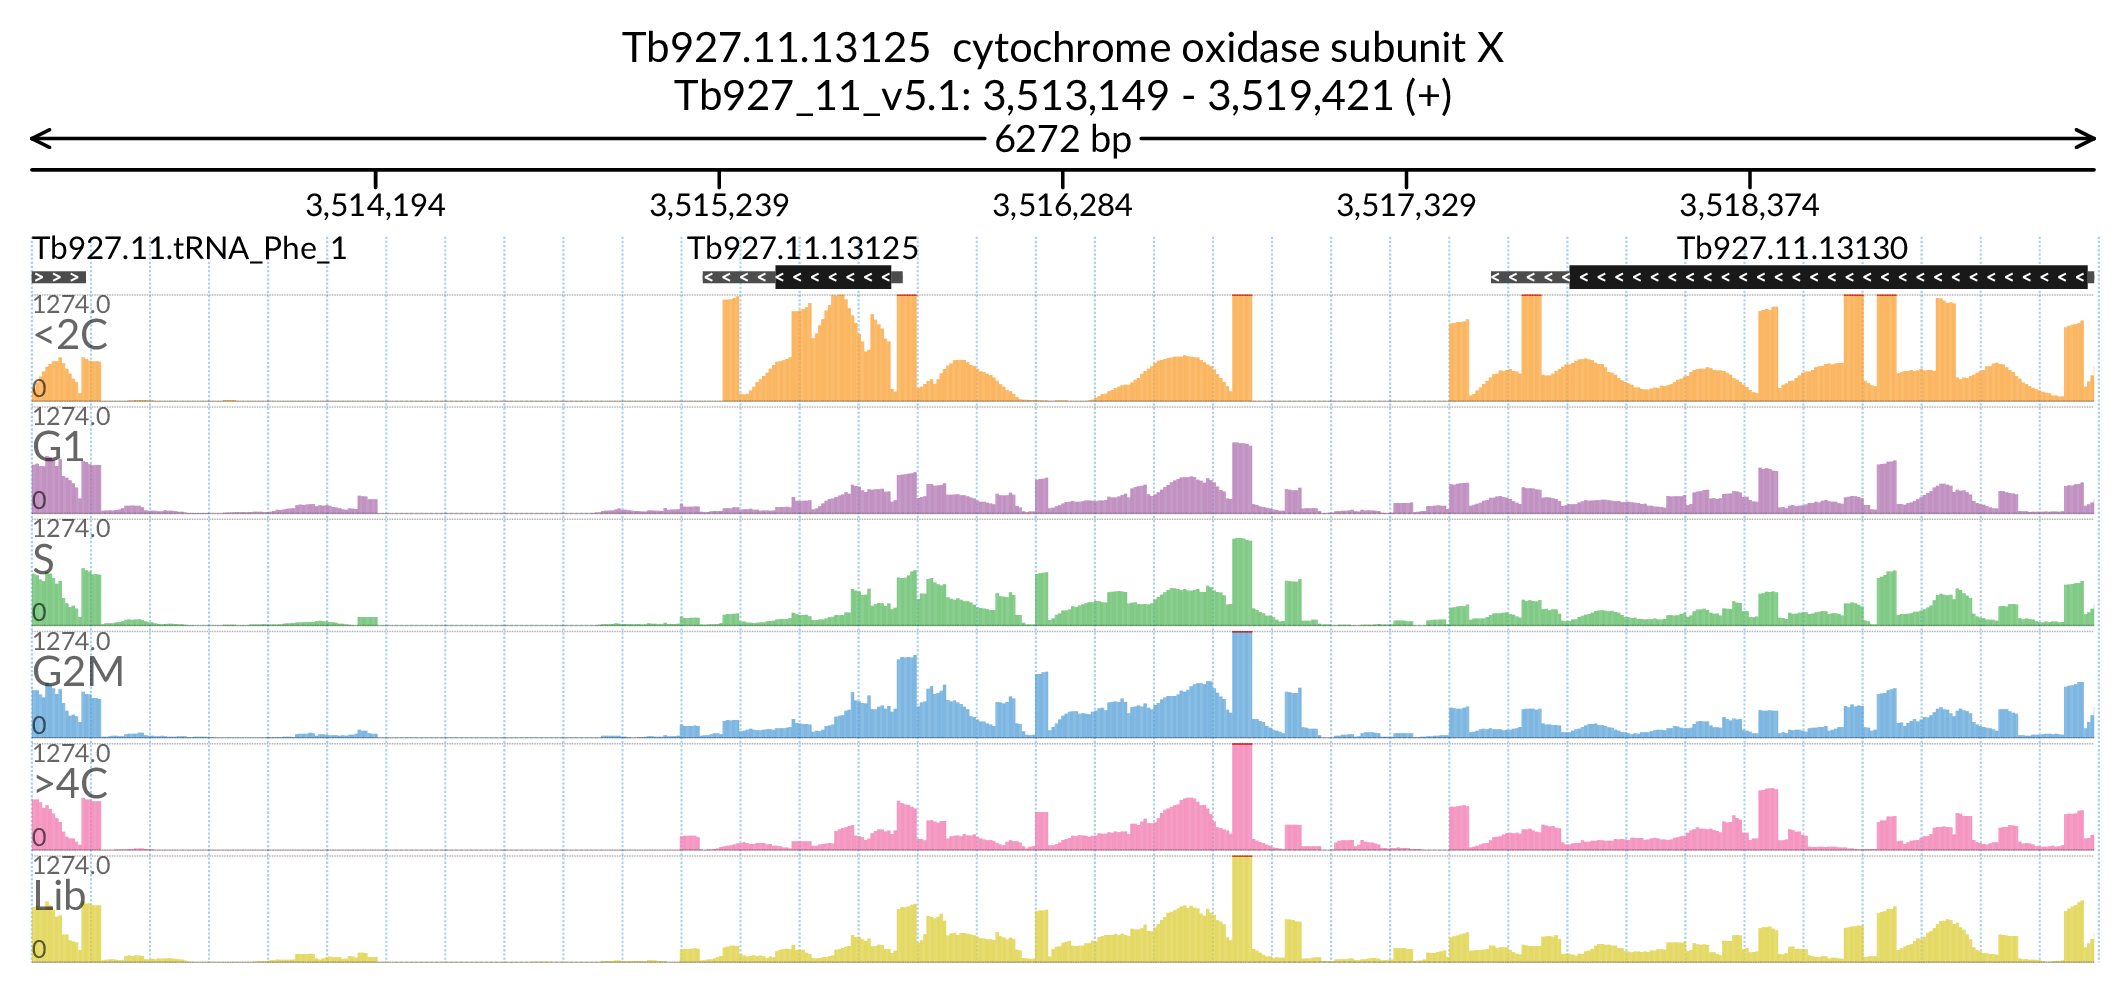 Tb927.11.13125  cytochrome oxidase subunit X
Tb927_11_v5.1: 3,513,149 - 3,519,421 (+)
6272 bp
3,514,194 3,515,239 3,516,284 3,517,329 3,518,374
Tb927.11.tRNA_Phe_1 Tb927.11.13125 Tb927.11.13130
1274.0
<2C
0
1274.0
G1
0
1274.0
S
0
1274.0
G2M
0
1274.0
>4C
0
1274.0
Lib
0